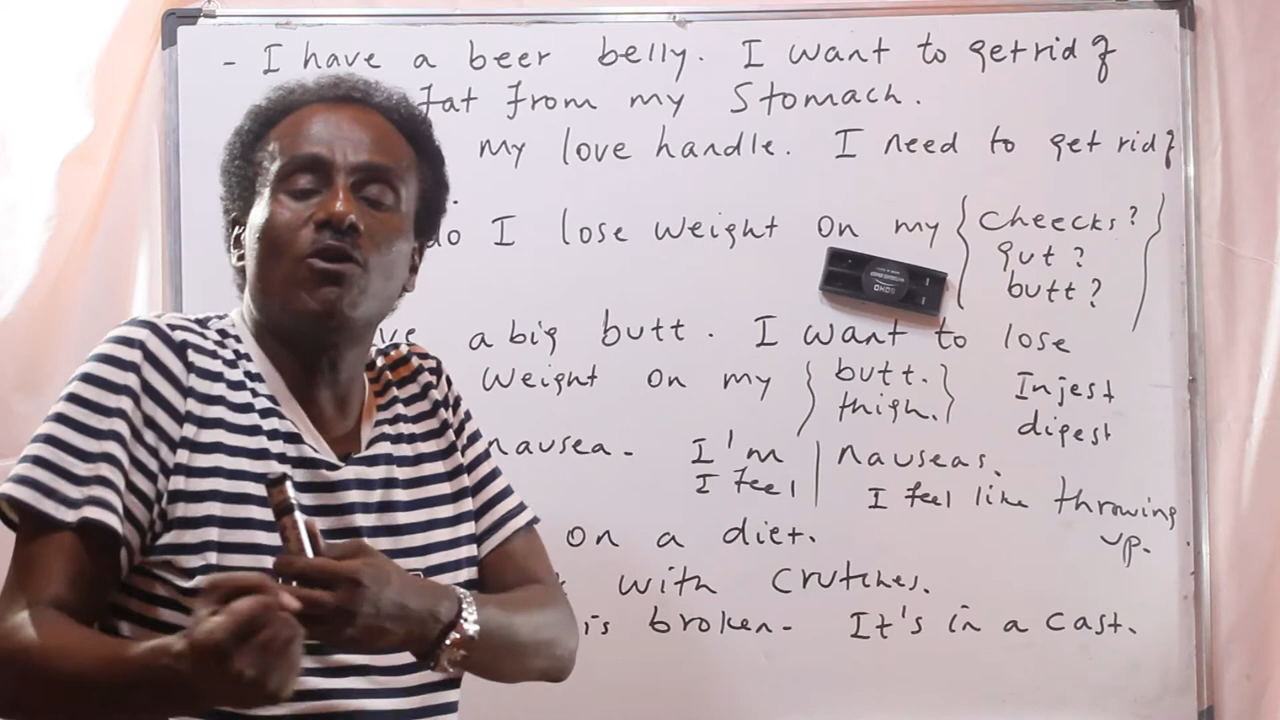 - I have a beer belly. I want to get rid of
fat from my stomach.
my love handle. I need to get rid of
do I lose weight on my { cheecks?
gut?
butt? }
a big butt. I want to lose
weight on my { butt.
thigh. }
Injest
digest
nausea. I'm
I feel | nauseas.
I feel like throwing
up.
on a diet.
with crutches.
is broken. It's in a cast.